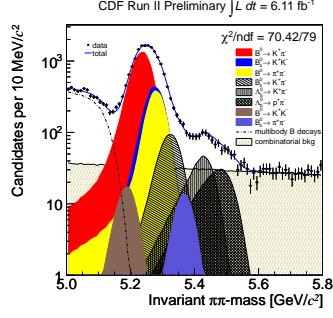 CDF Run II Preliminary ∫L dt = 6.11 fb⁻¹
data
total
χ²/ndf = 70.42/79
B⁰ → K⁺π⁻
B⁰ₛ → K⁺K⁻
B⁰ → π⁺π⁻
B⁰ₛ → K⁻π⁺
Λ⁰b → pK⁻
Λ⁰b → pπ⁻
B⁰ → K⁺K⁻
B⁰ₛ → π⁺π⁻
multibody B decays
combinatorial bkg
Candidates per 10 MeV/c²
10³
10²
10
1
5.0 5.2 5.4 5.6 5.8
Invariant ππ-mass [GeV/c²]